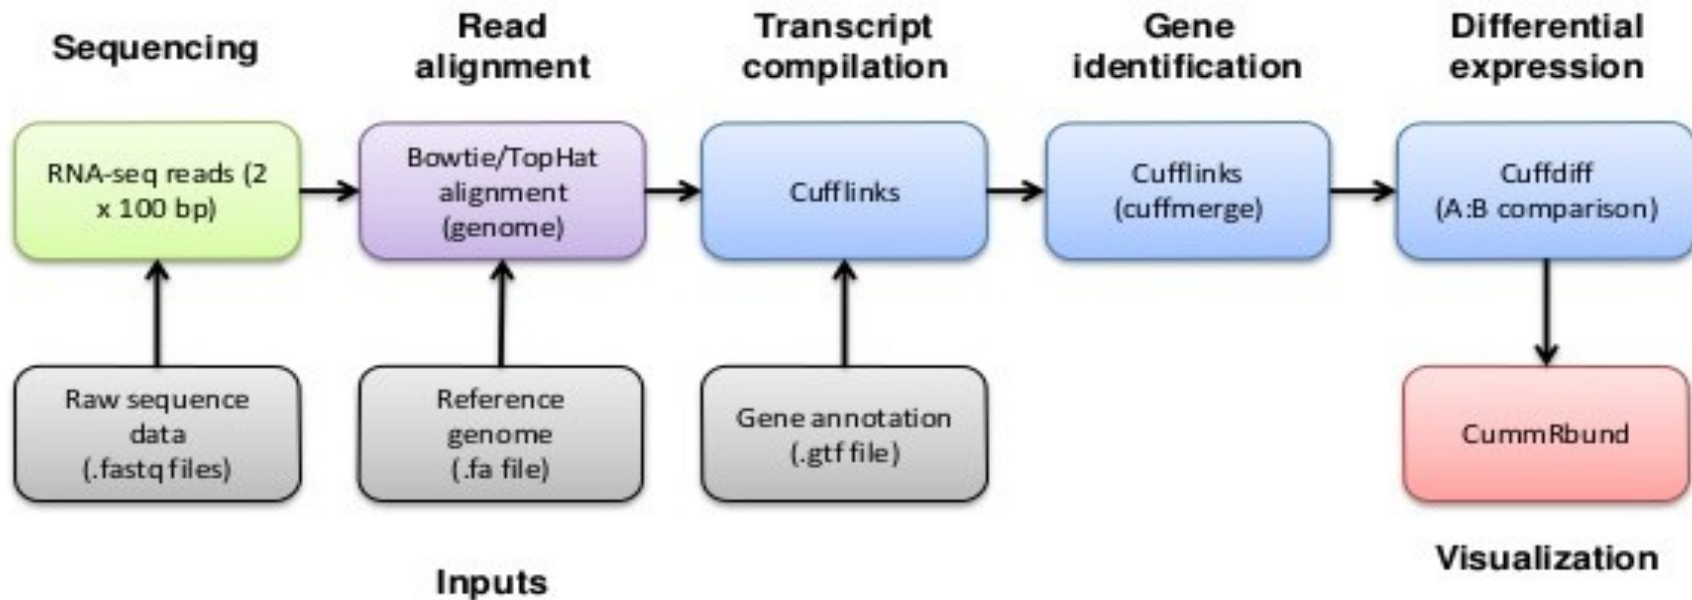 Sequencing
Read
alignment
Transcript
compilation
Gene
identification
Differential
expression
RNA-seq reads (2
x 100 bp)
Bowtie/TopHat
alignment
(genome)
Cufflinks
Cufflinks
(cuffmerge)
Cuffdiff
(A:B comparison)
Raw sequence
data
(.fastq files)
Reference
genome
(.fa file)
Gene annotation
(.gtf file)
CummRbund
Inputs
Visualization